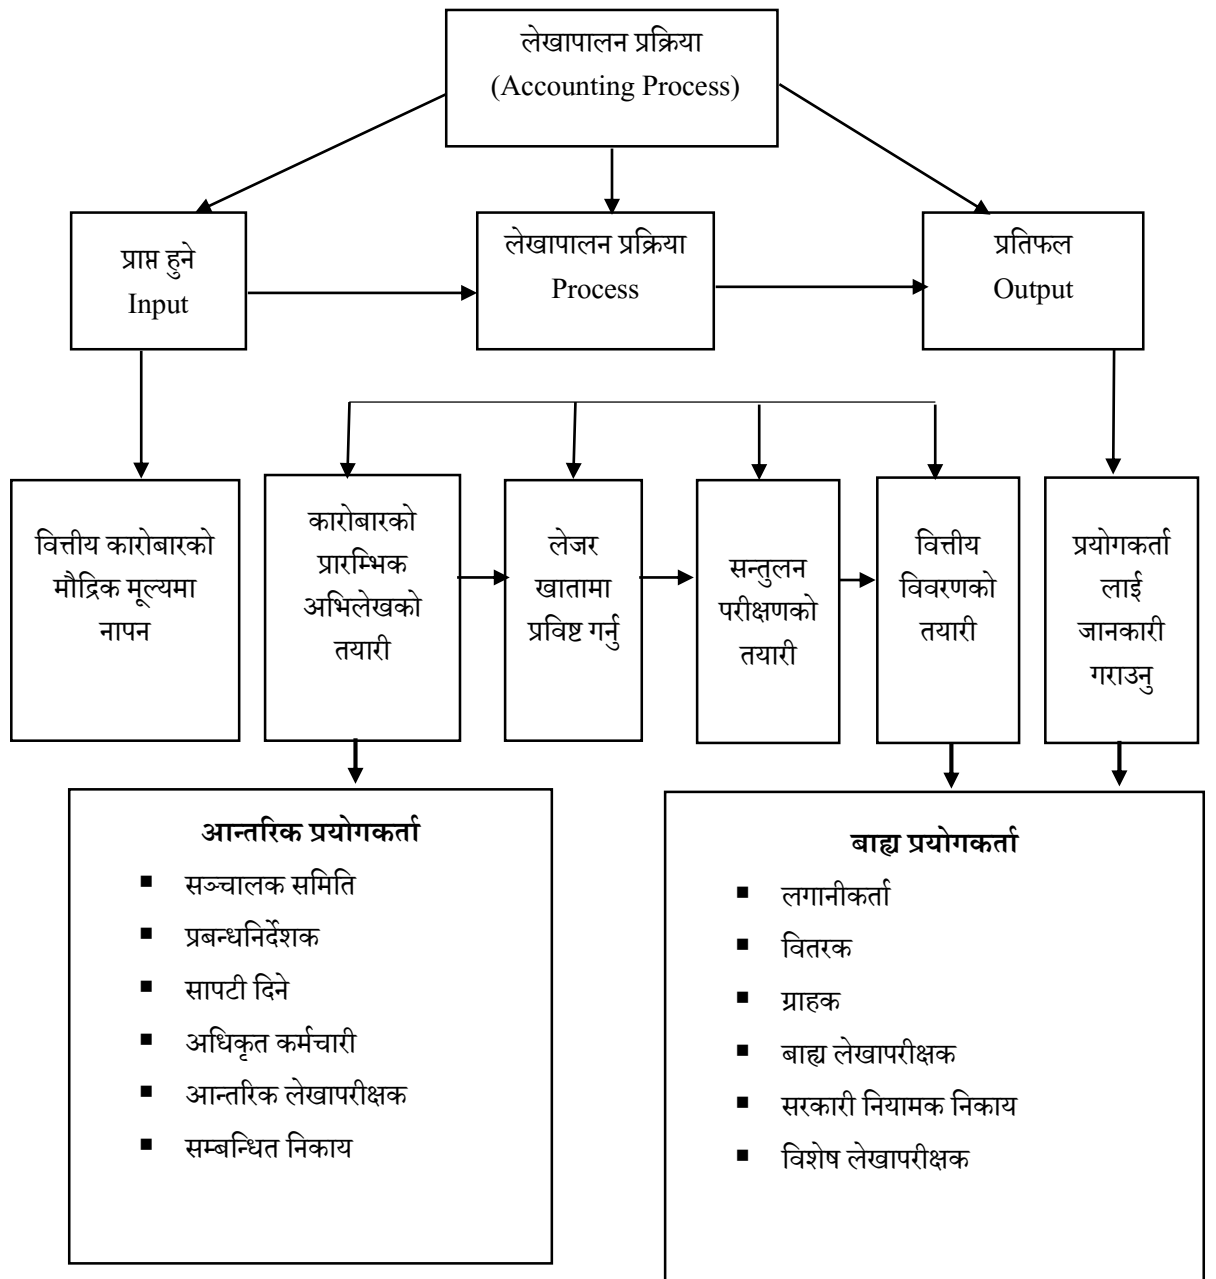 लेखापालन प्रक्रिया
(Accounting Process)
प्राप्त हुने
Input
लेखापालन प्रक्रिया
Process
प्रतिफल
Output
वित्तीय कारोबारको
मौद्रिक मूल्यमा
नापन
कारोबारको
प्रारम्भिक
अभिलेखको
तयारी
लेजर
खातामा
प्रविष्ट गर्नु
सन्तुलन
परीक्षणको
तयारी
वित्तीय
विवरणको
तयारी
प्रयोगकर्ता
लाई
जानकारी
गराउनु
आन्तरिक प्रयोगकर्ता
▪ सञ्चालक समिति
▪ प्रबन्धनिर्देशक
▪ सापटी दिने
▪ अधिकृत कर्मचारी
▪ आन्तरिक लेखापरीक्षक
▪ सम्बन्धित निकाय
बाह्य प्रयोगकर्ता
▪ लगानीकर्ता
▪ वितरक
▪ ग्राहक
▪ बाह्य लेखापरीक्षक
▪ सरकारी नियामक निकाय
▪ विशेष लेखापरीक्षक